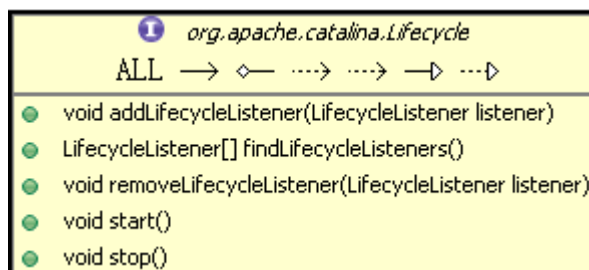 I org.apache.catalina.Lifecycle
ALL
void addLifecycleListener(LifecycleListener listener)
LifecycleListener[] findLifecycleListeners()
void removeLifecycleListener(LifecycleListener listener)
void start()
void stop()